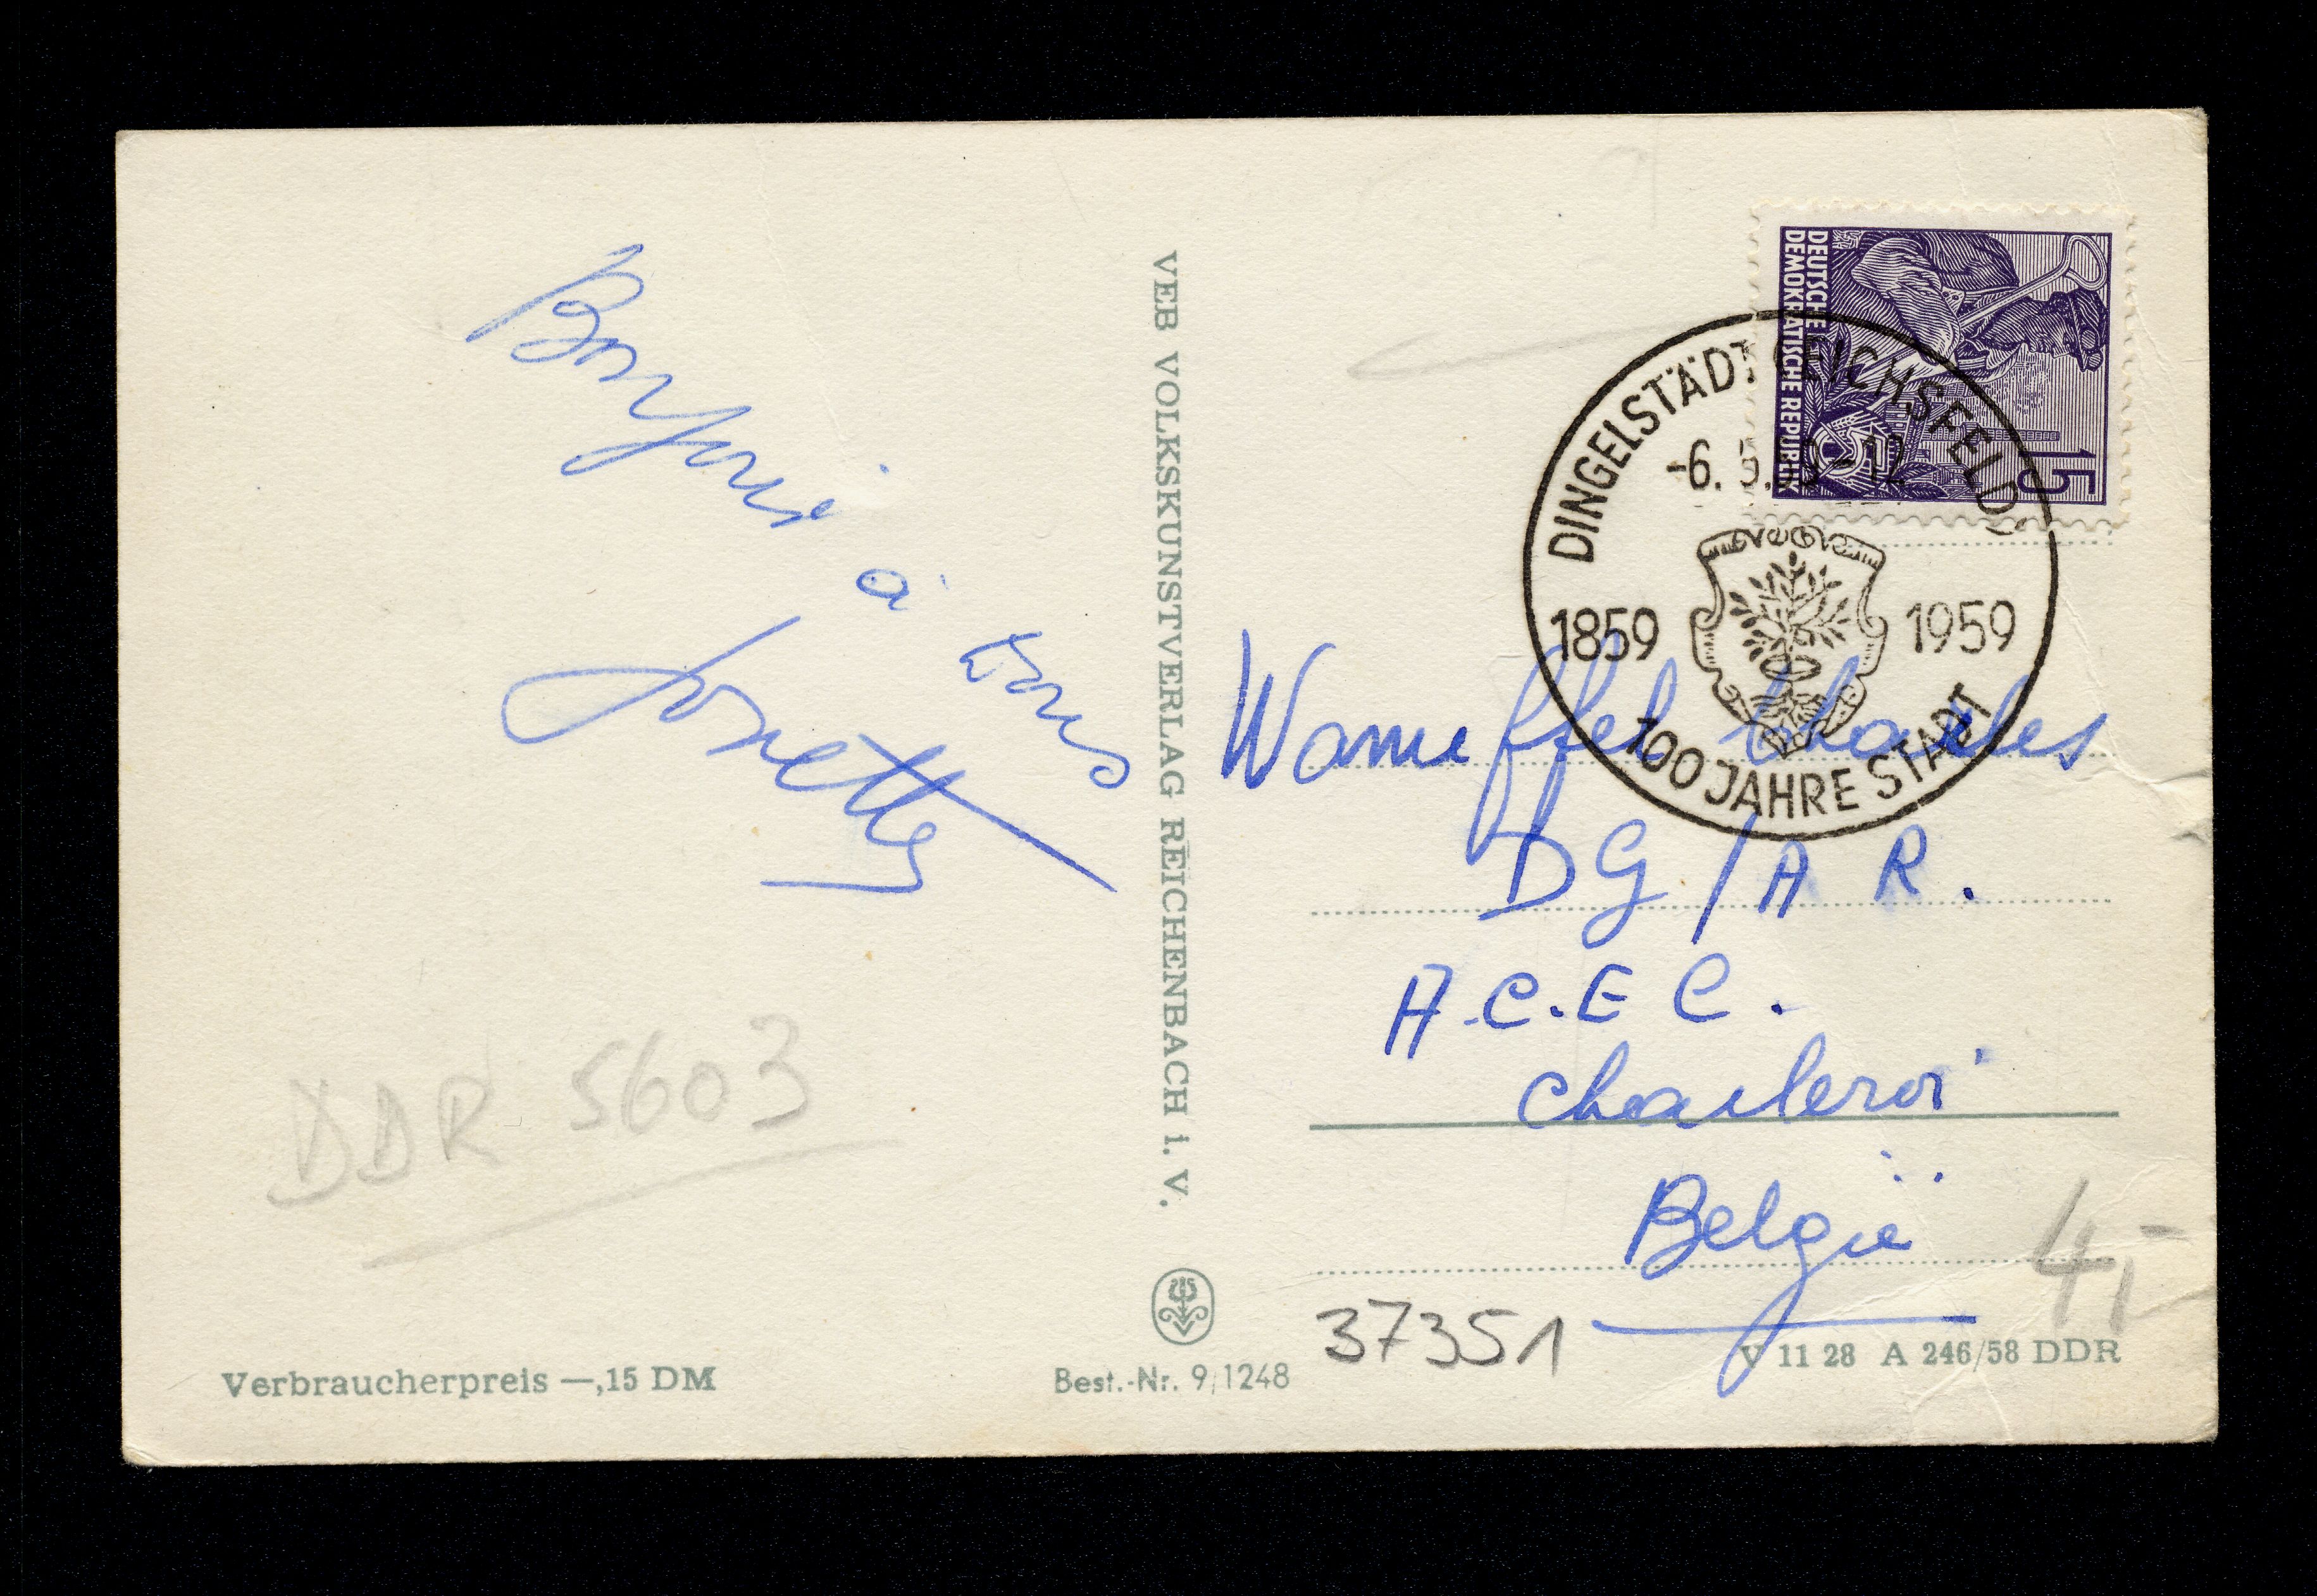 Bonjour
à
tous
Josette
DDR 5603
Verbraucherpreis —,15 DM
VEB VOLKSKUNSTVERLAG REICHENBACH i. V.
Best.-Nr. 9/1248
DEUTSCHE
DEMOKRATISCHE REPUBLIK
15
DINGELSTÄDT (EICHSFELD)
-6. 5. 59-12
1859 1959
100 JAHRE STADT
Charles
DG/AR.
A.C.E C.
Charleroi
België
4,-
37351
V 11 28 A 246/58 DDR